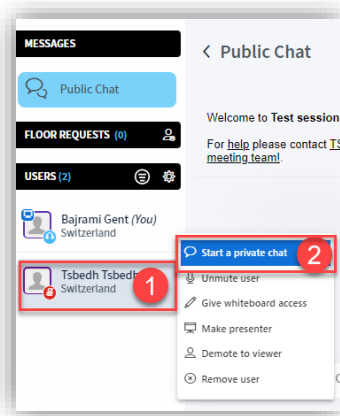 MESSAGES
Public Chat
FLOOR REQUESTS (0)
USERS (2)
Bajrami Gent (You)
Switzerland
Tsbedh Tsbed
Switzerland
1
Public Chat
Welcome to Test session
For help please contact
meeting team!.
Start a private chat
2
Unmute user
Give whiteboard access
Make presenter
Demote to viewer
Remove user